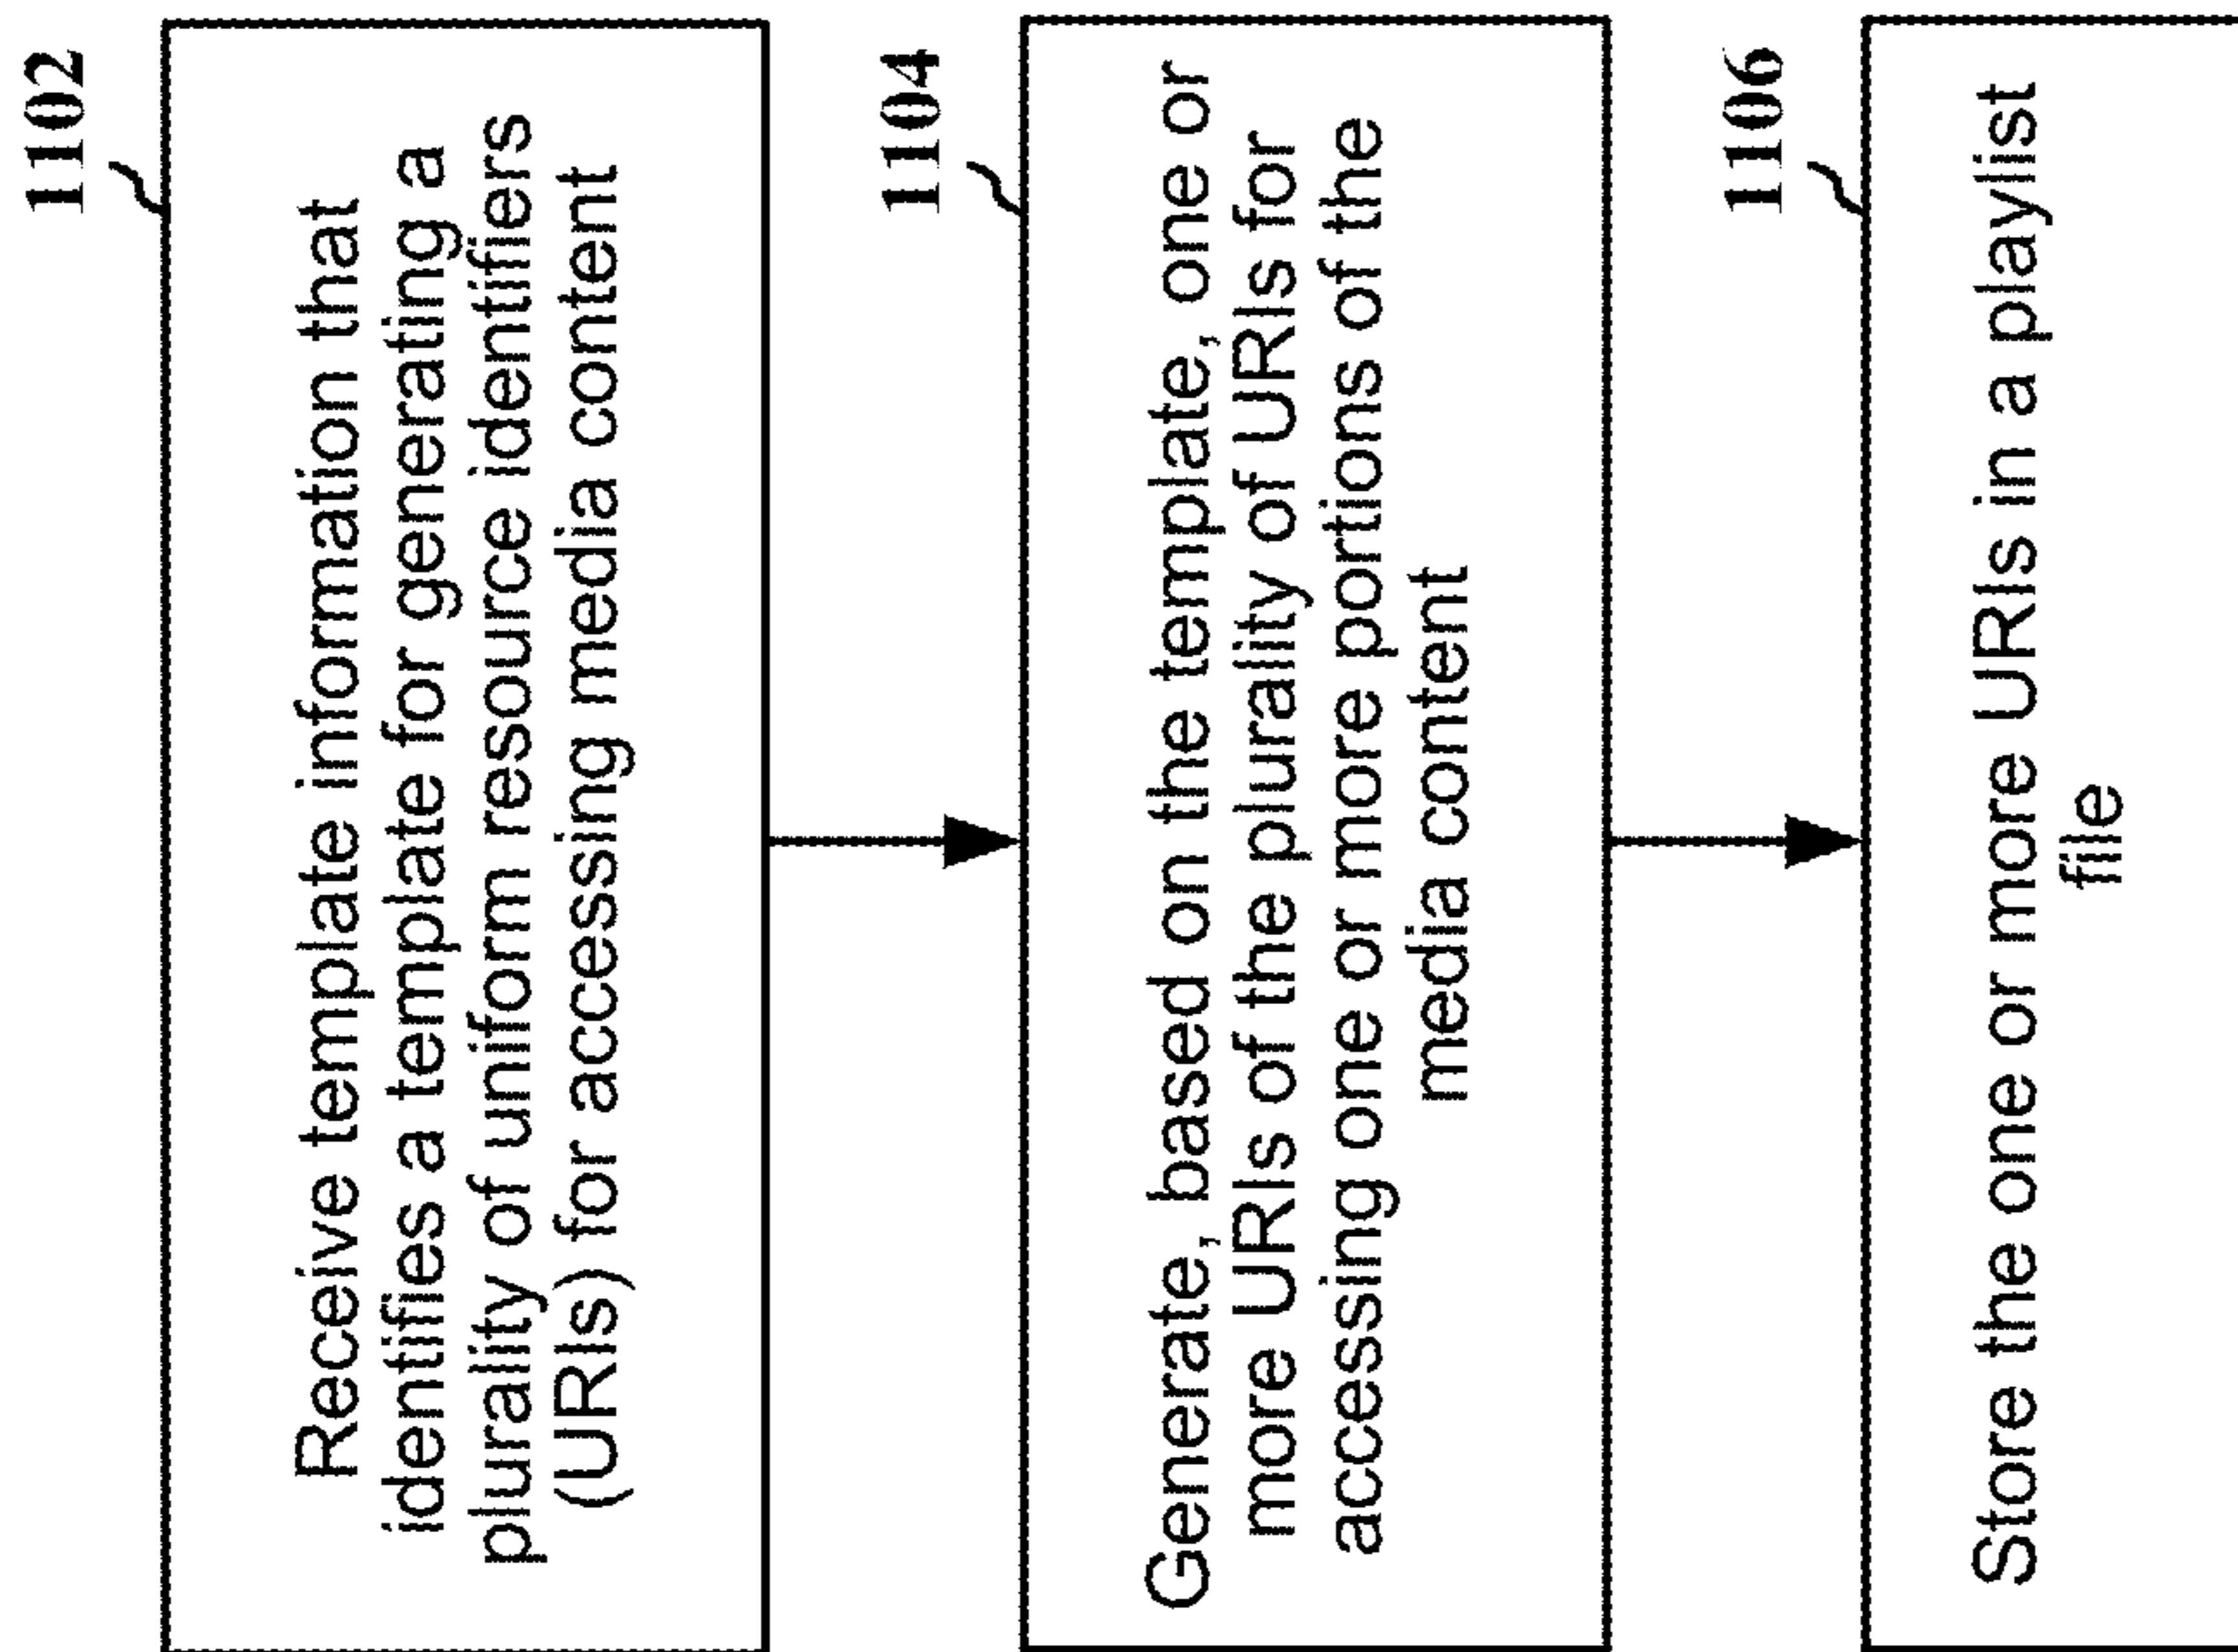 1102
Receive template information that
identifies a template for generating a
plurality of uniform resource identifiers
(URIs) for accessing media content
1104
Generate, based on the template, one or
more URIs of the plurality of URIs for
accessing one or more portions of the
media content
1106
Store the one or more URIs in a playlist
file